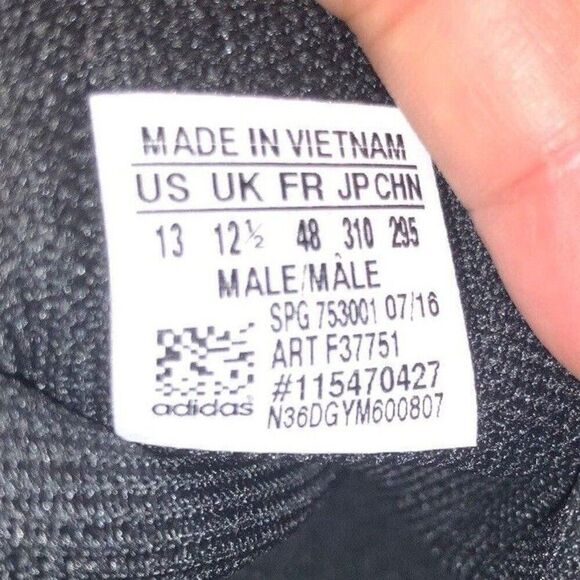 MADE IN VIETNAM
US UK FR JP CHN
13 12½ 48 310 295
MALE/MÂLE
SPG 753001 07/16
ART F37751
#115470427
adidas N36DGYM600807